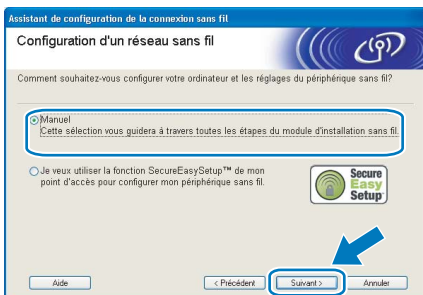 Assistant de configuration de la connexion sans fil
Configuration d'un réseau sans fil
Comment souhaitez-vous configurer votre ordinateur et les réglages du périphérique sans fil?
Manuel
Cette sélection vous guidera à travers toutes les étapes du module d'installation sans fil.
Je veux utiliser la fonction SecureEasySetup™ de mon
point d'accès pour configurer mon périphérique sans fil.
Secure
Easy
Setup
Aide
< Précédent
Suivant >
Annuler